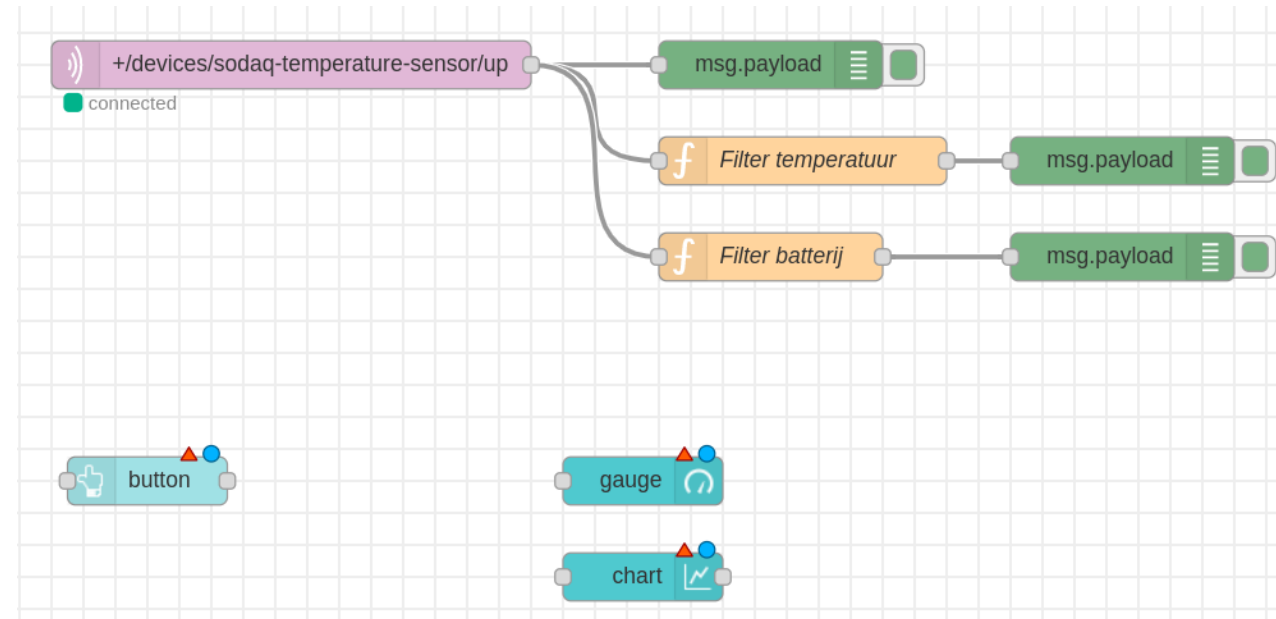 +/devices/sodaq-temperature-sensor/up
msg.payload
connected
Filter temperatuur
msg.payload
Filter batterij
msg.payload
button
gauge
chart